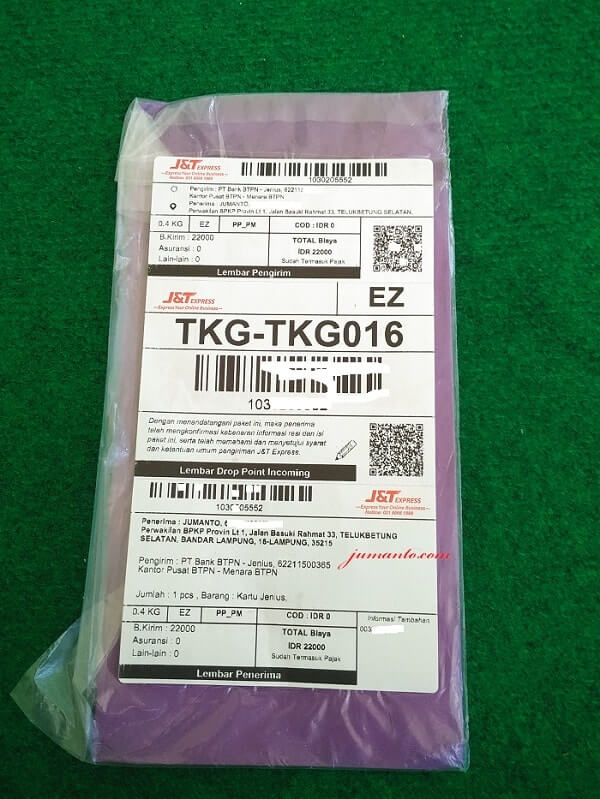 J&T EXPRESS
Express Your Online Business
1030205552
Pengirim : PT Bank BTPN - Jenius, 62211
Kantor Pusat BTPN - Menara BTPN
Penerima : JUMANTO,
Perwakilan BPKP Provin Lt 1, Jalan Basuki Rahmat 33, TELUKBETUNG SELATAN,
0.4 KG EZ PP_PM COD : IDR 0
B.Kirim : 22000
Asuransi : 0
Lain-lain : 0
TOTAL Biaya
IDR 22000
Sudah Termasuk Pajak
Lembar Pengirim
J&T EXPRESS
Express Your Online Business
EZ
TKG-TKG016
103
Dengan menandatangani paket ini, maka penerima
telah mengkonfirmasi kebenaran informasi resi dan isi
paket ini, serta telah memahami dan menyetujui syarat
dan ketentuan umum pengiriman J&T Express.
Lembar Drop Point Incoming
1030205552
J&T EXPRESS
Express Your Online Business
Penerima : JUMANTO, 6
Perwakilan BPKP Provin Lt 1, Jalan Basuki Rahmat 33, TELUKBETUNG
SELATAN, BANDAR LAMPUNG, 18-LAMPUNG, 35215
jumanto.com
Pengirim : PT Bank BTPN - Jenius, 62211500365
Kantor Pusat BTPN - Menara BTPN
Jumlah : 1 pcs , Barang : Kartu Jenius,
0.4 KG EZ PP_PM COD : IDR 0
B.Kirim : 22000
Asuransi : 0
Lain-lain : 0
TOTAL Biaya
IDR 22000
Sudah Termasuk Pajak
Informasi Tambahan
003
Lembar Penerima